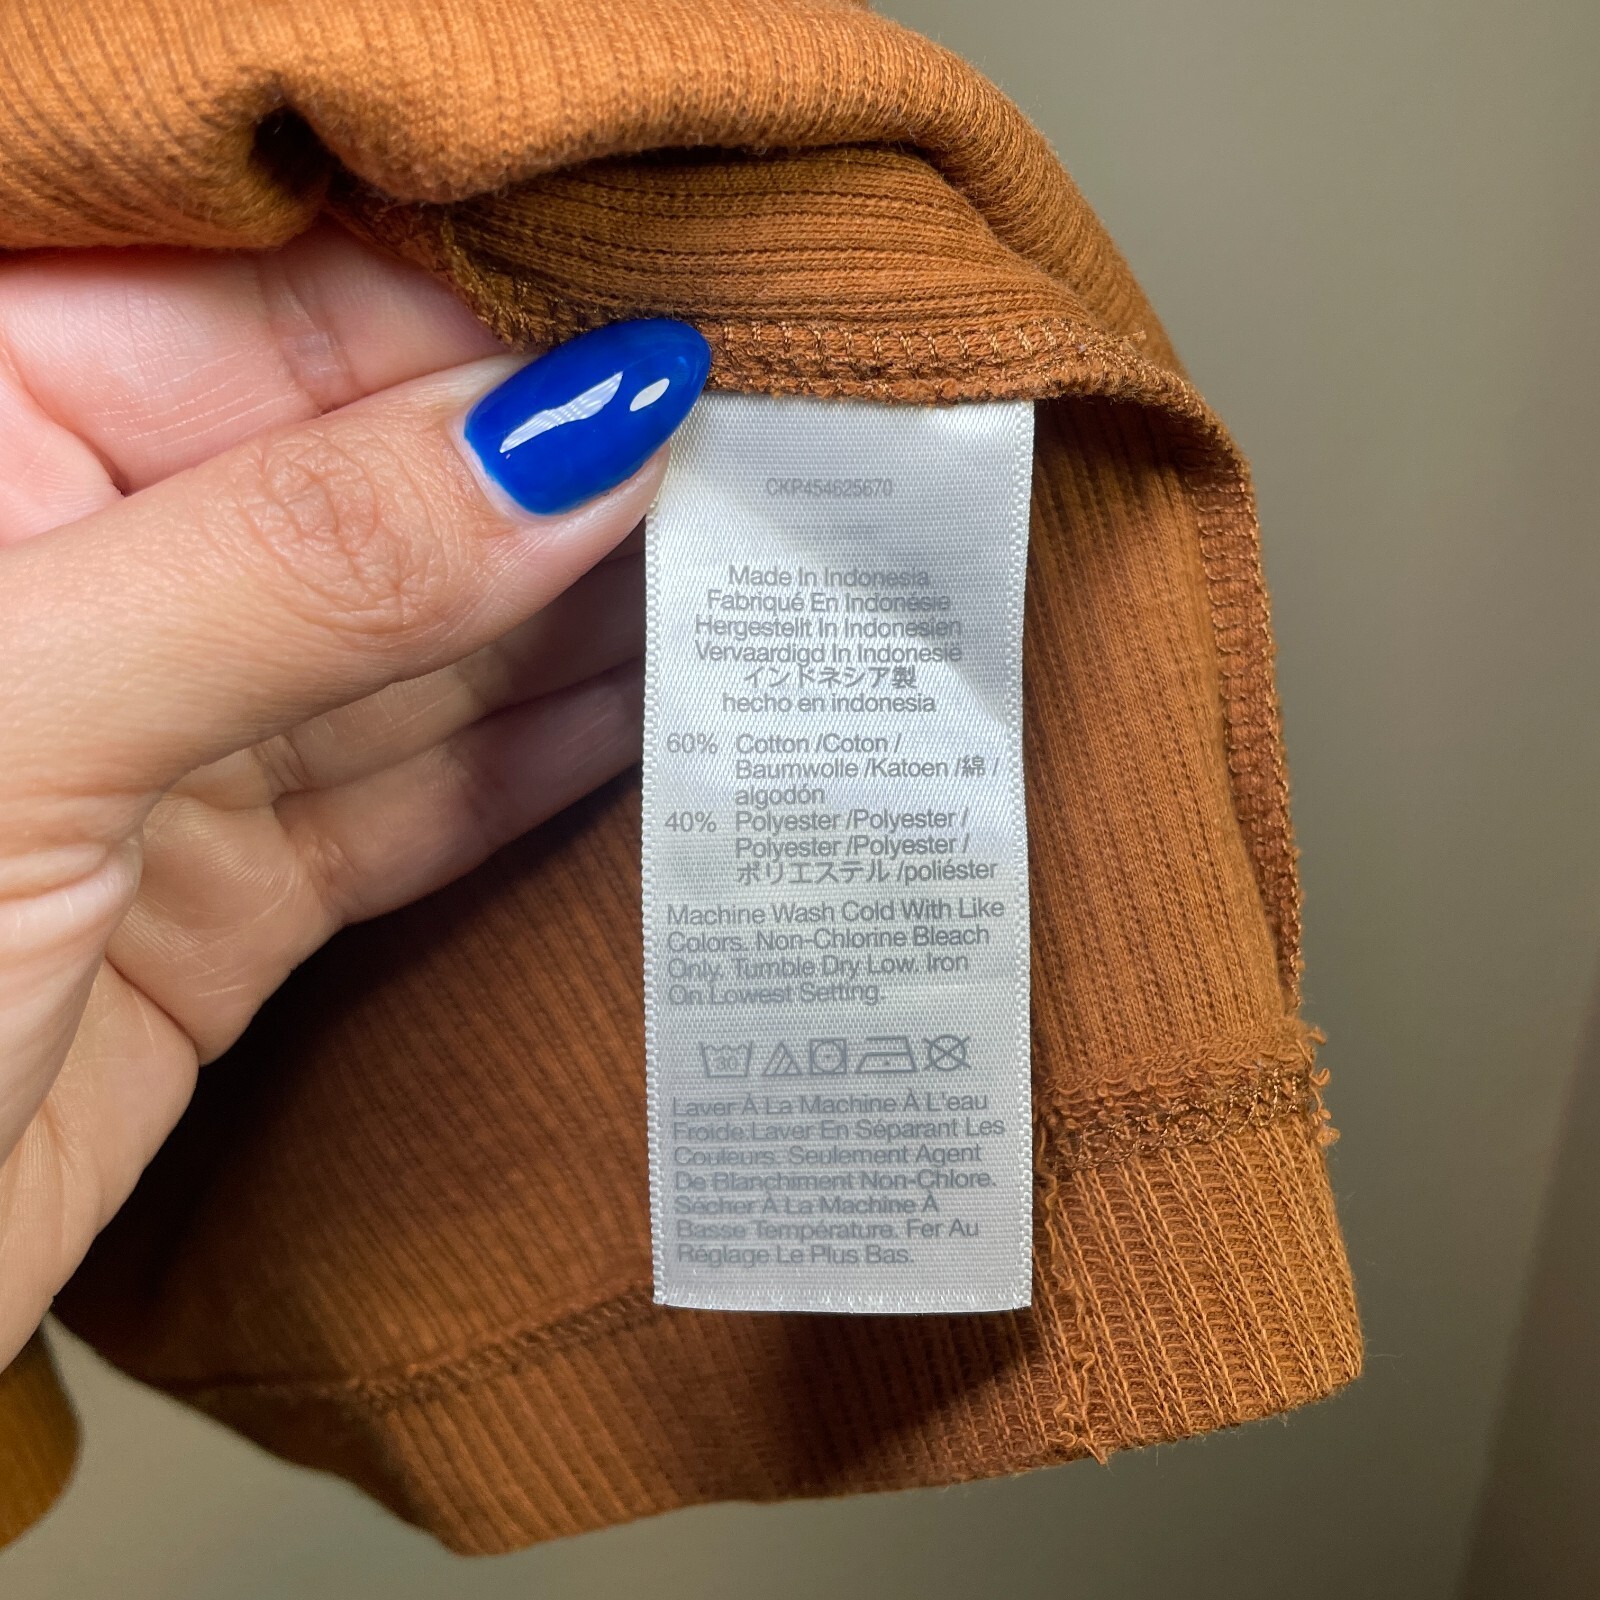 CKP454625670
Made In Indonesia
Fabriqué En Indonésie
Hergestellt In Indonesien
Vervaardigd In Indonesie
インドネシア製
hecho en indonesia
60% Cotton /Coton /
Baumwolle /Katoen /綿 /
algodón
40% Polyester /Polyester /
Polyester /Polyester /
ポリエステル /poliéster
Machine Wash Cold With Like
Colors. Non-Chlorine Bleach
Only. Tumble Dry Low. Iron
On Lowest Setting.
30
Laver À La Machine À L'eau
Froide.Laver En Séparant Les
Couleurs. Seulement Agent
De Blanchiment Non-Chlore.
Sécher À La Machine À
Basse Température. Fer Au
Réglage Le Plus Bas.